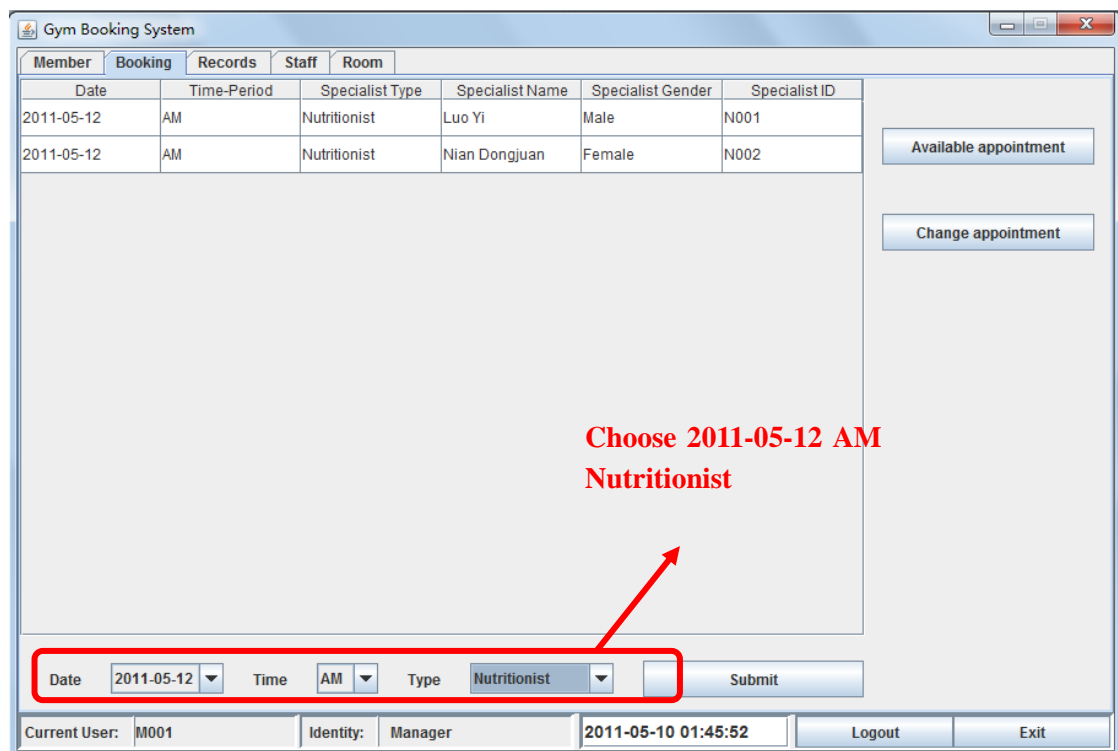 Gym Booking System
Member Booking Records Staff Room
Date Time-Period Specialist Type Specialist Name Specialist Gender Specialist ID
2011-05-12 AM Nutritionist Luo Yi Male N001
2011-05-12 AM Nutritionist Nian Dongjuan Female N002
Available appointment
Change appointment
Choose 2011-05-12 AM
Nutritionist
Date 2011-05-12 Time AM Type Nutritionist Submit
Current User: M001 Identity: Manager 2011-05-10 01:45:52 Logout Exit